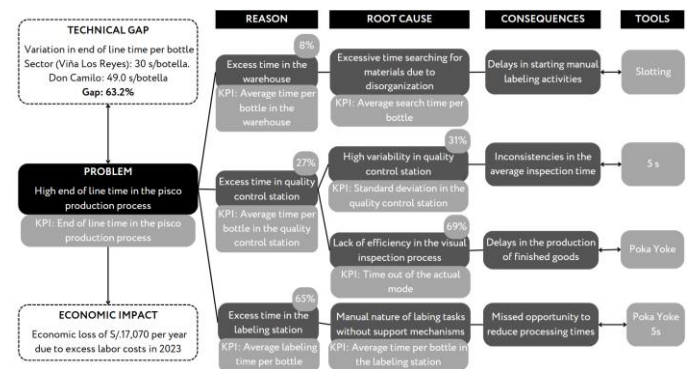 TECHNICAL GAP
Variation in end of line time per bottle
Sector (Viña Los Reyes): 30 s/botella.
Don Camilo: 49.0 s/botella
Gap: 63.2%
PROBLEM
High end of line time in the pisco
production process
KPI: End of line time in the pisco
production process
ECONOMIC IMPACT
Economic loss of S/.17,070 per year
due to excess labor costs in 2023
REASON
8%
Excess time in the
warehouse
KPI: Average time per
bottle in the
warehouse
27%
Excess time in quality
control station
KPI: Average time per
bottle in the quality
control station
65%
Excess time in the
labeling station
KPI: Average labeling
time per bottle
ROOT CAUSE
Excessive time searching for
materials due to
disorganization
KPI: Average search time per
bottle
31%
High variability in quality
control station
KPI: Standard deviation in the
quality control station
69%
Lack of efficiency in the visual
inspection process
KPI: Time out of the actual
mode
Manual nature of labing tasks
without support mechanisms
KPI: Average time per bottle in
the labeling station
CONSEQUENCES
Delays in starting manual
labeling activities
Inconsistencies in the
average inspection time
Delays in the production
of finished goods
Missed opportunity to
reduce processing times
TOOLS
Slotting
5 s
Poka Yoke
Poka Yoke
5s